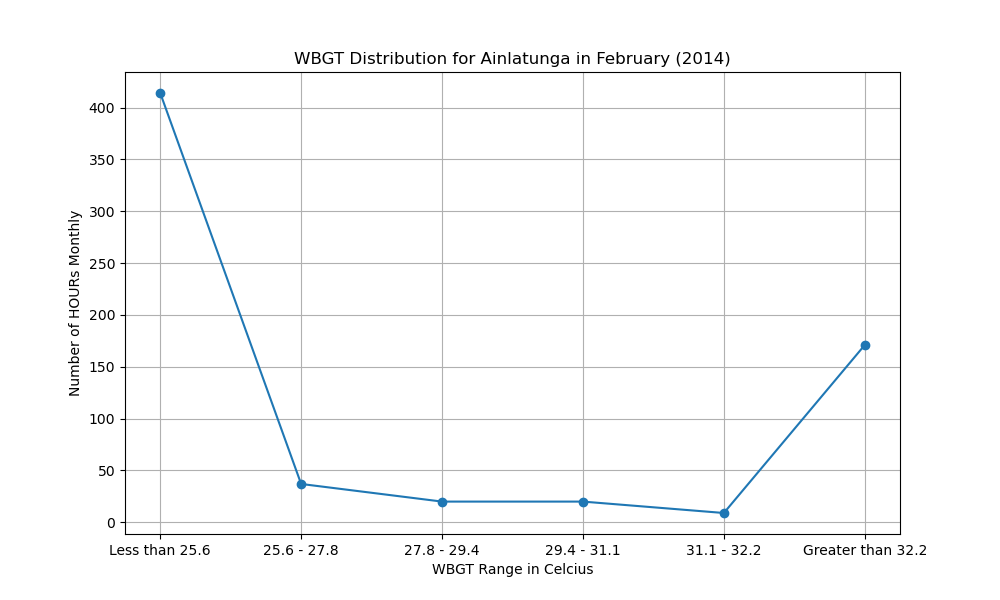 WBGT Distribution for Ainlatunga in February (2014)
Number of HOURs Monthly
400
350
300
250
200
150
100
50
0
Less than 25.6
25.6 - 27.8
27.8 - 29.4
29.4 - 31.1
31.1 - 32.2
Greater than 32.2
WBGT Range in Celcius